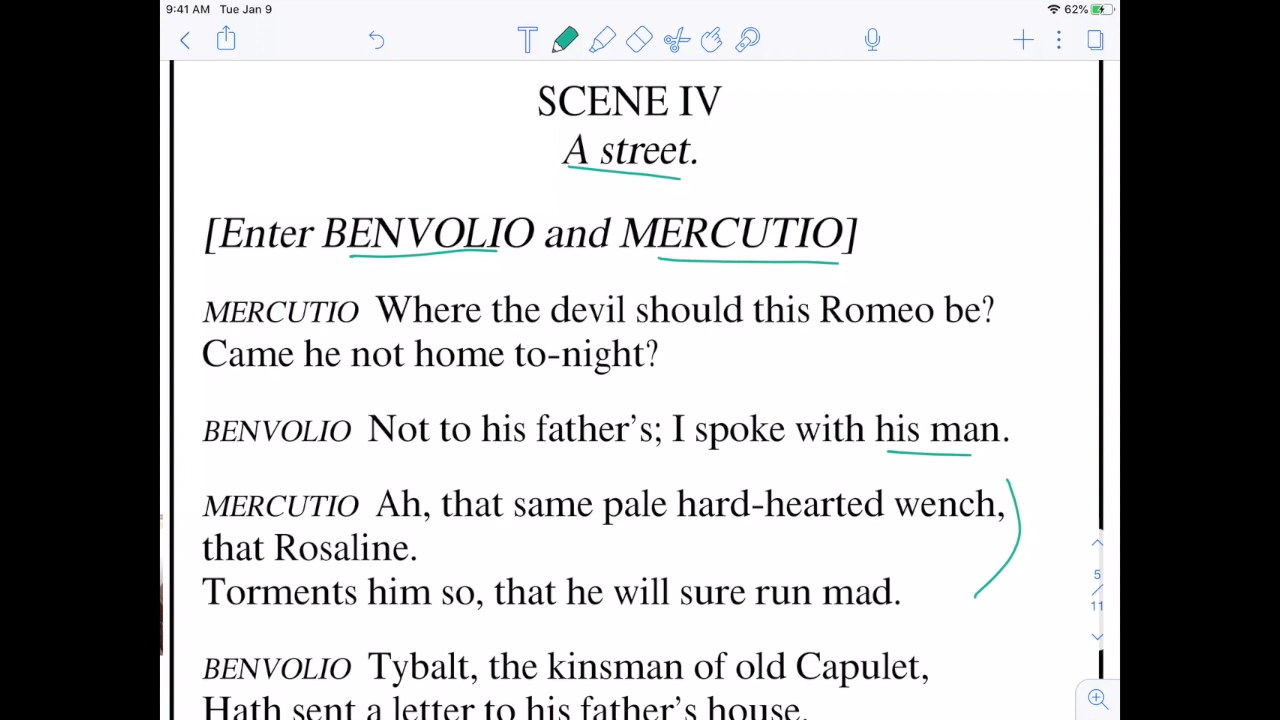 9:41 AM Tue Jan 9
62%
SCENE IV
A street.
[Enter BENVOLIO and MERCUTIO]
MERCUTIO Where the devil should this Romeo be?
Came he not home to-night?
BENVOLIO Not to his father’s; I spoke with his man.
MERCUTIO Ah, that same pale hard-hearted wench,
that Rosaline.
Torments him so, that he will sure run mad.
5
/
11
BENVOLIO Tybalt, the kinsman of old Capulet,
Hath sent a letter to his father’s house.